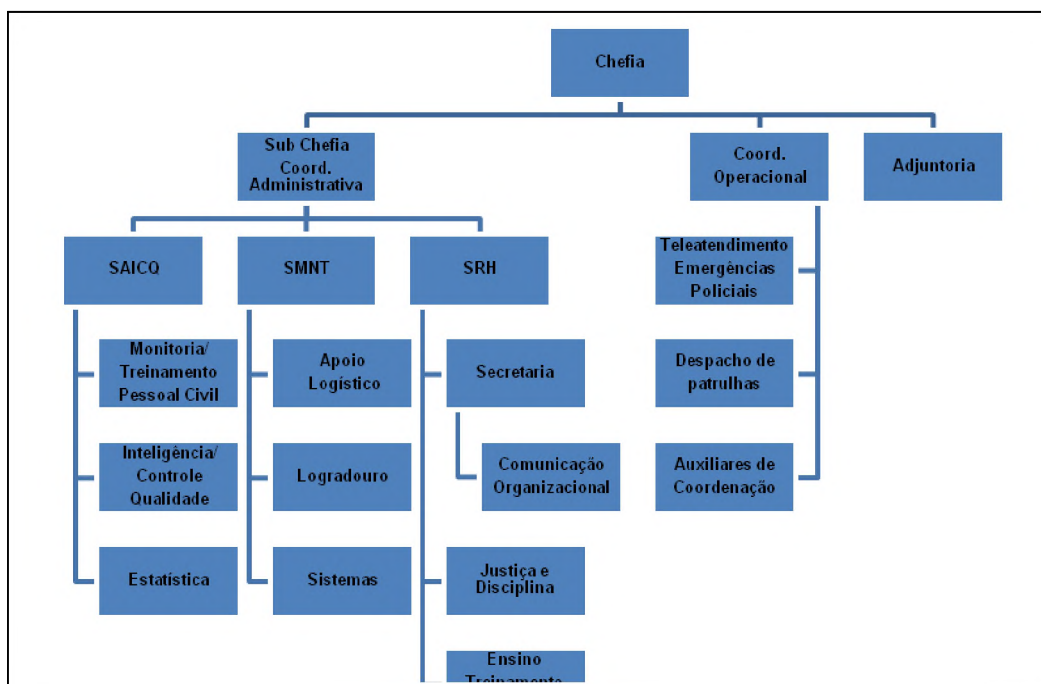 Chefia
Sub Chefia
Coord.
Administrativa
Coord.
Operacional
Adjuntoria
SAICQ
SMNT
SRH
Teleatendimento
Emergências
Policiais
Monitoria/
Treinamento
Pessoal Civil
Apoio
Logístico
Secretaria
Despacho de
patrulhas
Inteligência/
Controle
Qualidade
Logradouro
Comunicação
Organizacional
Auxiliares de
Coordenação
Estatística
Sistemas
Justiça e
Disciplina
Ensino
Treinamento